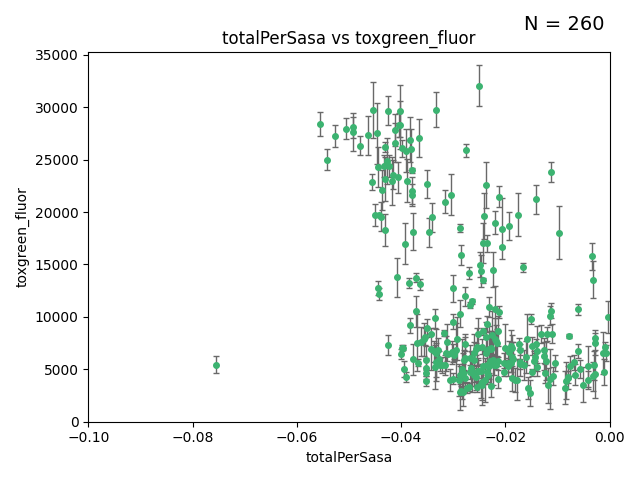 N = 260
totalPerSasa vs toxgreen_fluor
35000
30000
25000
20000
15000
10000
5000
0
toxgreen_fluor
−0.10 −0.08 −0.06 −0.04 −0.02 0.00
totalPerSasa